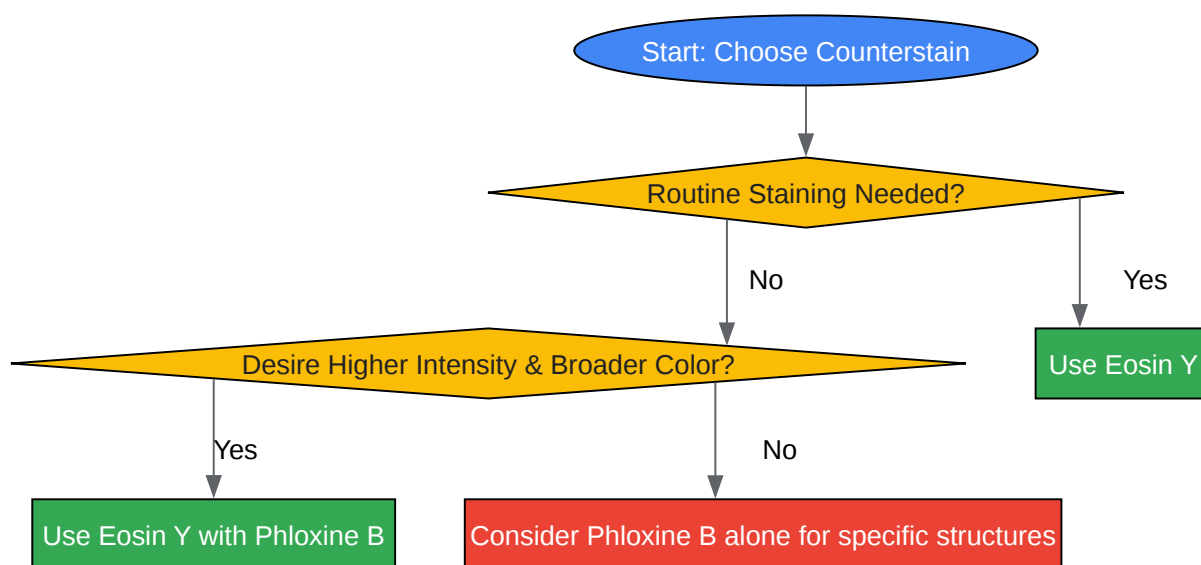 Start: Choose Counterstain
Routine Staining Needed?
No
Yes
Desire Higher Intensity & Broader Color?
Use Eosin Y
Yes
No
Use Eosin Y with Phloxine B
Consider Phloxine B alone for specific structures